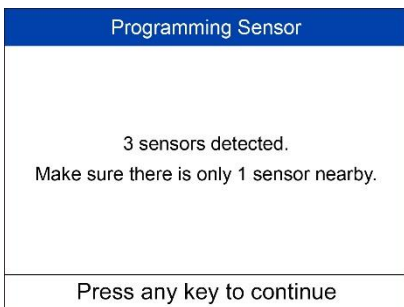 Programming Sensor
3 sensors detected.
Make sure there is only 1 sensor nearby.
Press any key to continue